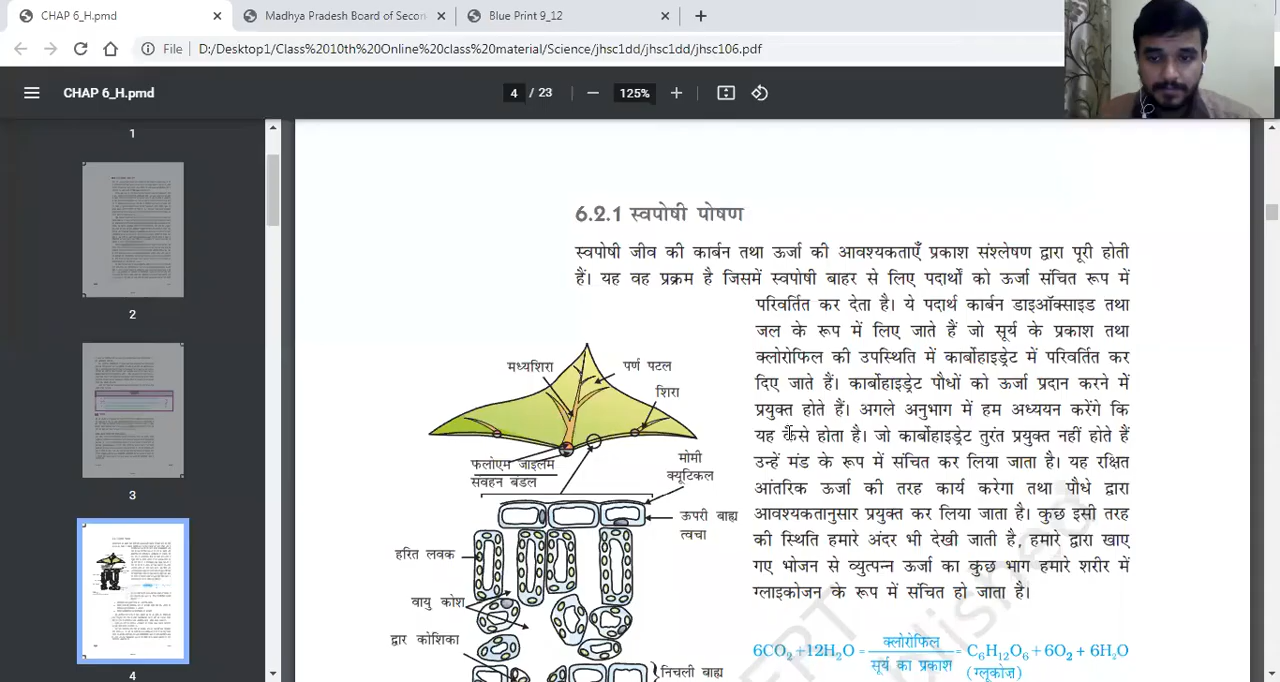 CHAP 6_H.pmd
Madhya Pradesh Board of Secon
Blue Print 9_12
File D:/Desktop1/Class%2010th%20Online%20class%20material/Science/jhsc1dd/jhsc1dd/jhsc106.pdf
CHAP 6_H.pmd
4 / 23
125%
1
2
3
4
6.2.1 स्वपोषी पोषण
स्वपोषी जीव की कार्बन तथा ऊर्जा की आवश्यकताएँ प्रकाश संश्लेषण द्वारा पूरी होती
हैं। यह वह प्रक्रम है जिसमें स्वपोषी बाहर से लिए पदार्थों को ऊर्जा संचित रूप में
परिवर्तित कर देता है। ये पदार्थ कार्बन डाइऑक्साइड तथा
जल के रूप में लिए जाते हैं जो सूर्य के प्रकाश तथा
क्लोरोफिल की उपस्थिति में कार्बोहाइड्रेट में परिवर्तित कर
दिए जाते हैं। कार्बोहाइड्रेट पौधों को ऊर्जा प्रदान करने में
प्रयुक्त होते हैं। अगले अनुभाग में हम अध्ययन करेंगे कि
यह कैसे होता है। जो कार्बोहाइड्रेट तुरंत प्रयुक्त नहीं होते हैं
उन्हें मंड के रूप में संचित कर लिया जाता है। यह रक्षित
आंतरिक ऊर्जा की तरह कार्य करेगा तथा पौधे द्वारा
आवश्यकतानुसार प्रयुक्त कर लिया जाता है। कुछ इसी तरह
की स्थिति हमारे अंदर भी देखी जाती है, हमारे द्वारा खाए
गए भोजन से उत्पन्न ऊर्जा का कुछ भाग हमारे शरीर में
ग्लाइकोजन के रूप में संचित हो जाता है।
मध्यशिरा
पर्ण पटल
शिरा
फ्लोएम जाइलम
संवहन बंडल
मोमी
क्यूटिकल
ऊपरी बाह्य
त्वचा
हरित लवक
वायु कोश
द्वार कोशिका
निचली बाह्य
6CO2 +12H2O = क्लोरोफिल / सूर्य का प्रकाश = C6H12O6 + 6O2 + 6H2O
(ग्लूकोज़)